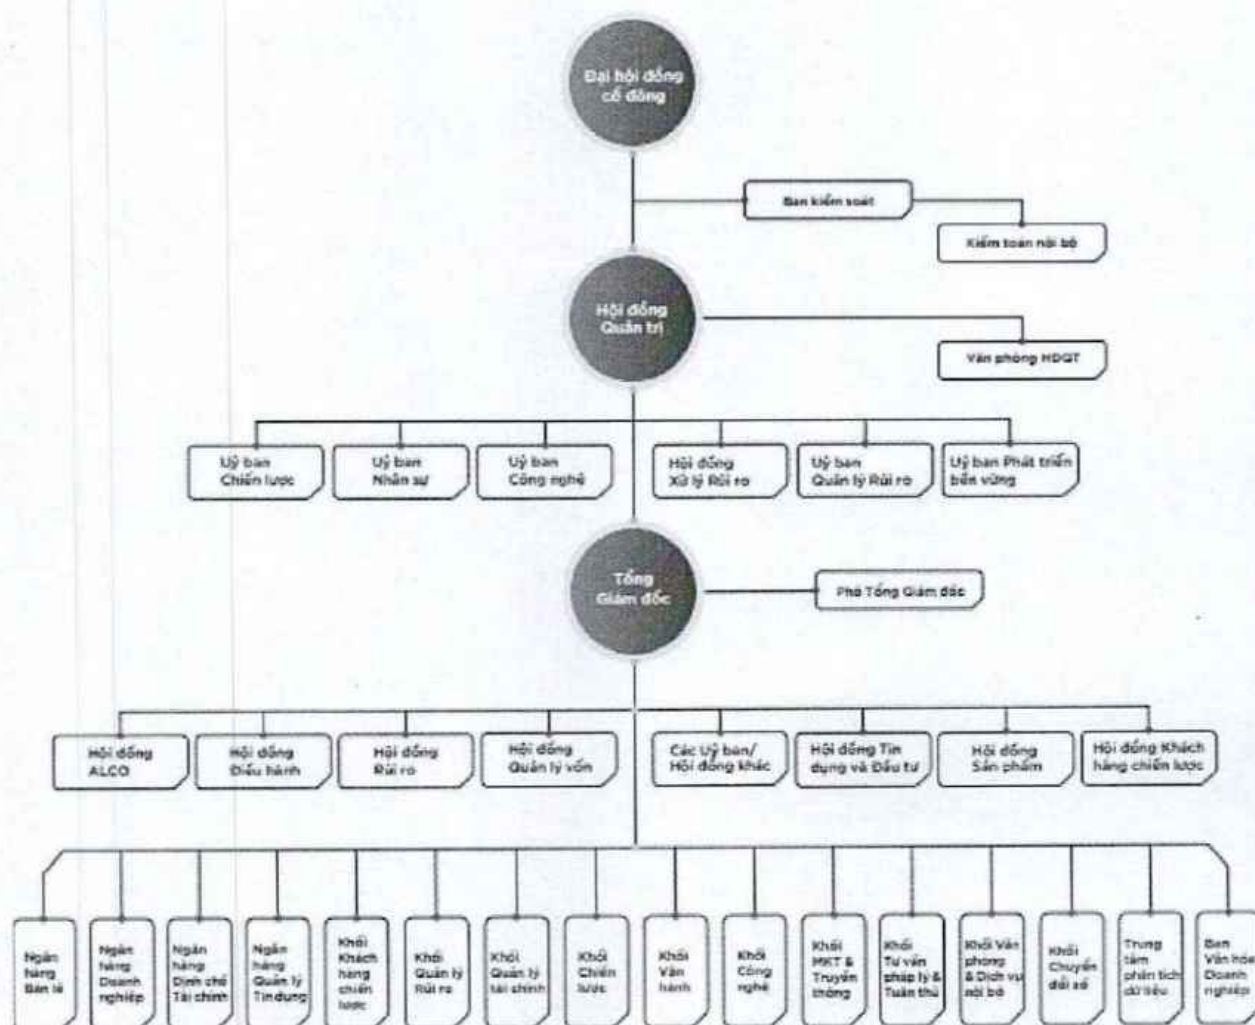 Đại hội đồng
cổ đông
Ban kiểm soát
Kiểm toán nội bộ
Hội đồng
Quản trị
Văn phòng HDQT
Uỷ ban
Chiến lược
Uỷ ban
Nhân sự
Uỷ ban
Công nghệ
Hội đồng
Xử lý Rủi ro
Uỷ ban
Quản lý Rủi ro
Uỷ ban Phát triển
bền vững
Tổng
Giám đốc
Phó Tổng Giám đốc
Hội đồng
ALCO
Hội đồng
Điều hành
Hội đồng
Rủi ro
Hội đồng
Quản lý vốn
Các Uỷ ban/
Hội đồng khác
Hội đồng Tín
dụng và Đầu tư
Hội đồng
Sản phẩm
Hội đồng Khách
hàng chiến lược
Ngân
hàng
Bán lẻ
Ngân
hàng
Doanh
nghiệp
Ngân
hàng
Định chế
Tài chính
Ngân
hàng
Quản lý
Tín dụng
Khối
Khách
hàng
chiến
lược
Khối
Quản lý
Rủi ro
Khối
Quản lý
tài chính
Khối
Chiến
lược
Khối
Vận
hành
Khối
Công
nghệ
Khối
MKT &
Truyền
thông
Khối
Tư vấn
pháp lý &
Tuân thủ
Khối Văn
phòng
& Dịch vụ
nội bộ
Khối
Chuyển
đổi số
Trung
tâm
phân tích
dữ liệu
Ban
Văn hóa
Doanh
nghiệp